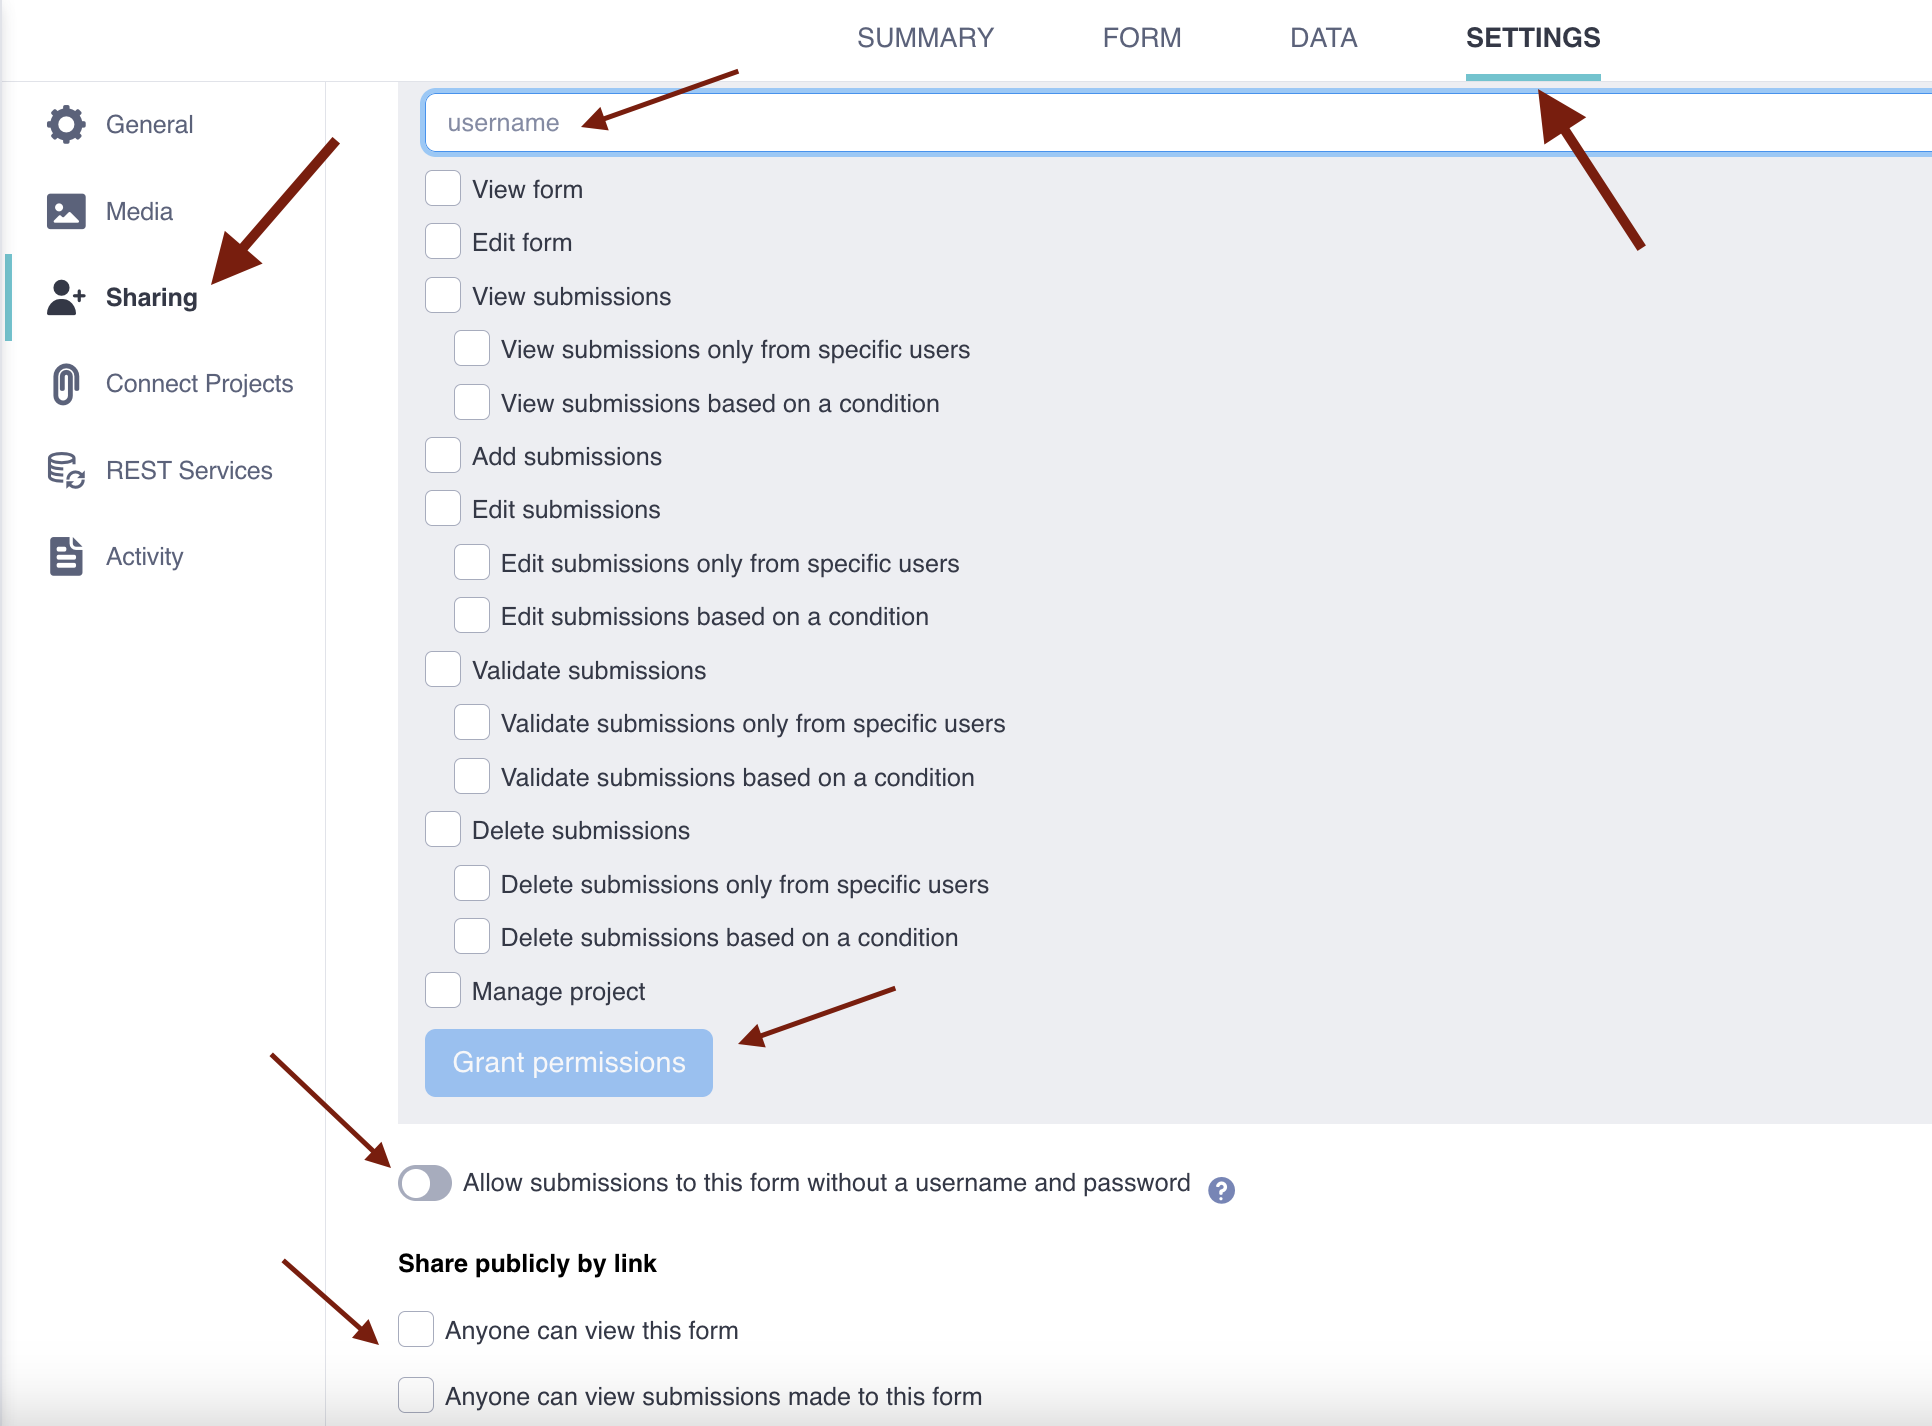 SUMMARY FORM DATA SETTINGS
General
Media
Sharing
Connect Projects
REST Services
Activity
username
View form
Edit form
View submissions
View submissions only from specific users
View submissions based on a condition
Add submissions
Edit submissions
Edit submissions only from specific users
Edit submissions based on a condition
Validate submissions
Validate submissions only from specific users
Validate submissions based on a condition
Delete submissions
Delete submissions only from specific users
Delete submissions based on a condition
Manage project
Grant permissions
Allow submissions to this form without a username and password ?
Share publicly by link
Anyone can view this form
Anyone can view submissions made to this form